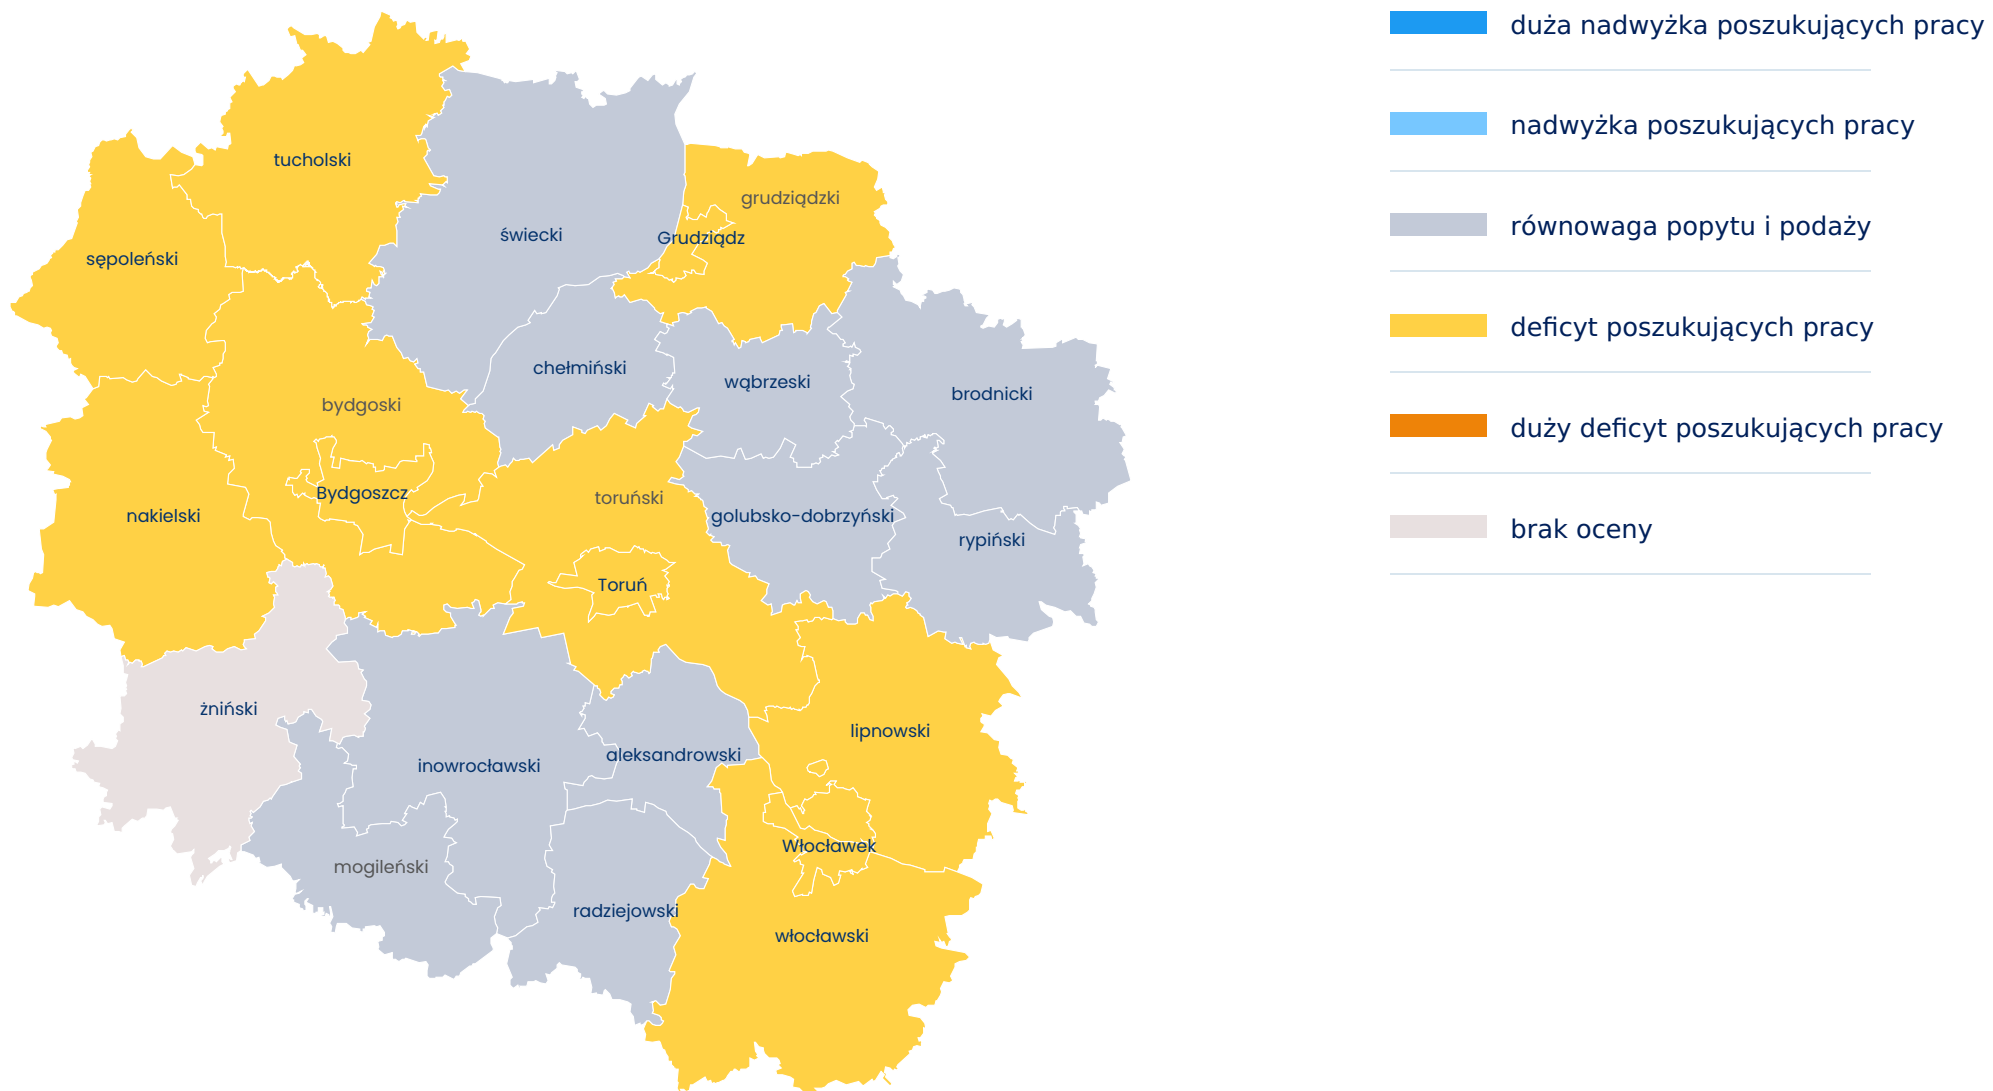 duża nadwyżka poszukujących pracy
nadwyżka poszukujących pracy
równowaga popytu i podaży
deficyt poszukujących pracy
duży deficyt poszukujących pracy
brak oceny
tucholski
grudziądzki
świecki
Grudziądz
sępoleński
chełmiński
wąbrzeski
brodnicki
bydgoski
Bydgoszcz
toruński
nakielski
golubsko-dobrzyński
rypiński
Toruń
żniński
lipnowski
aleksandrowski
inowrocławski
Włocławek
mogileński
radziejowski
włocławski